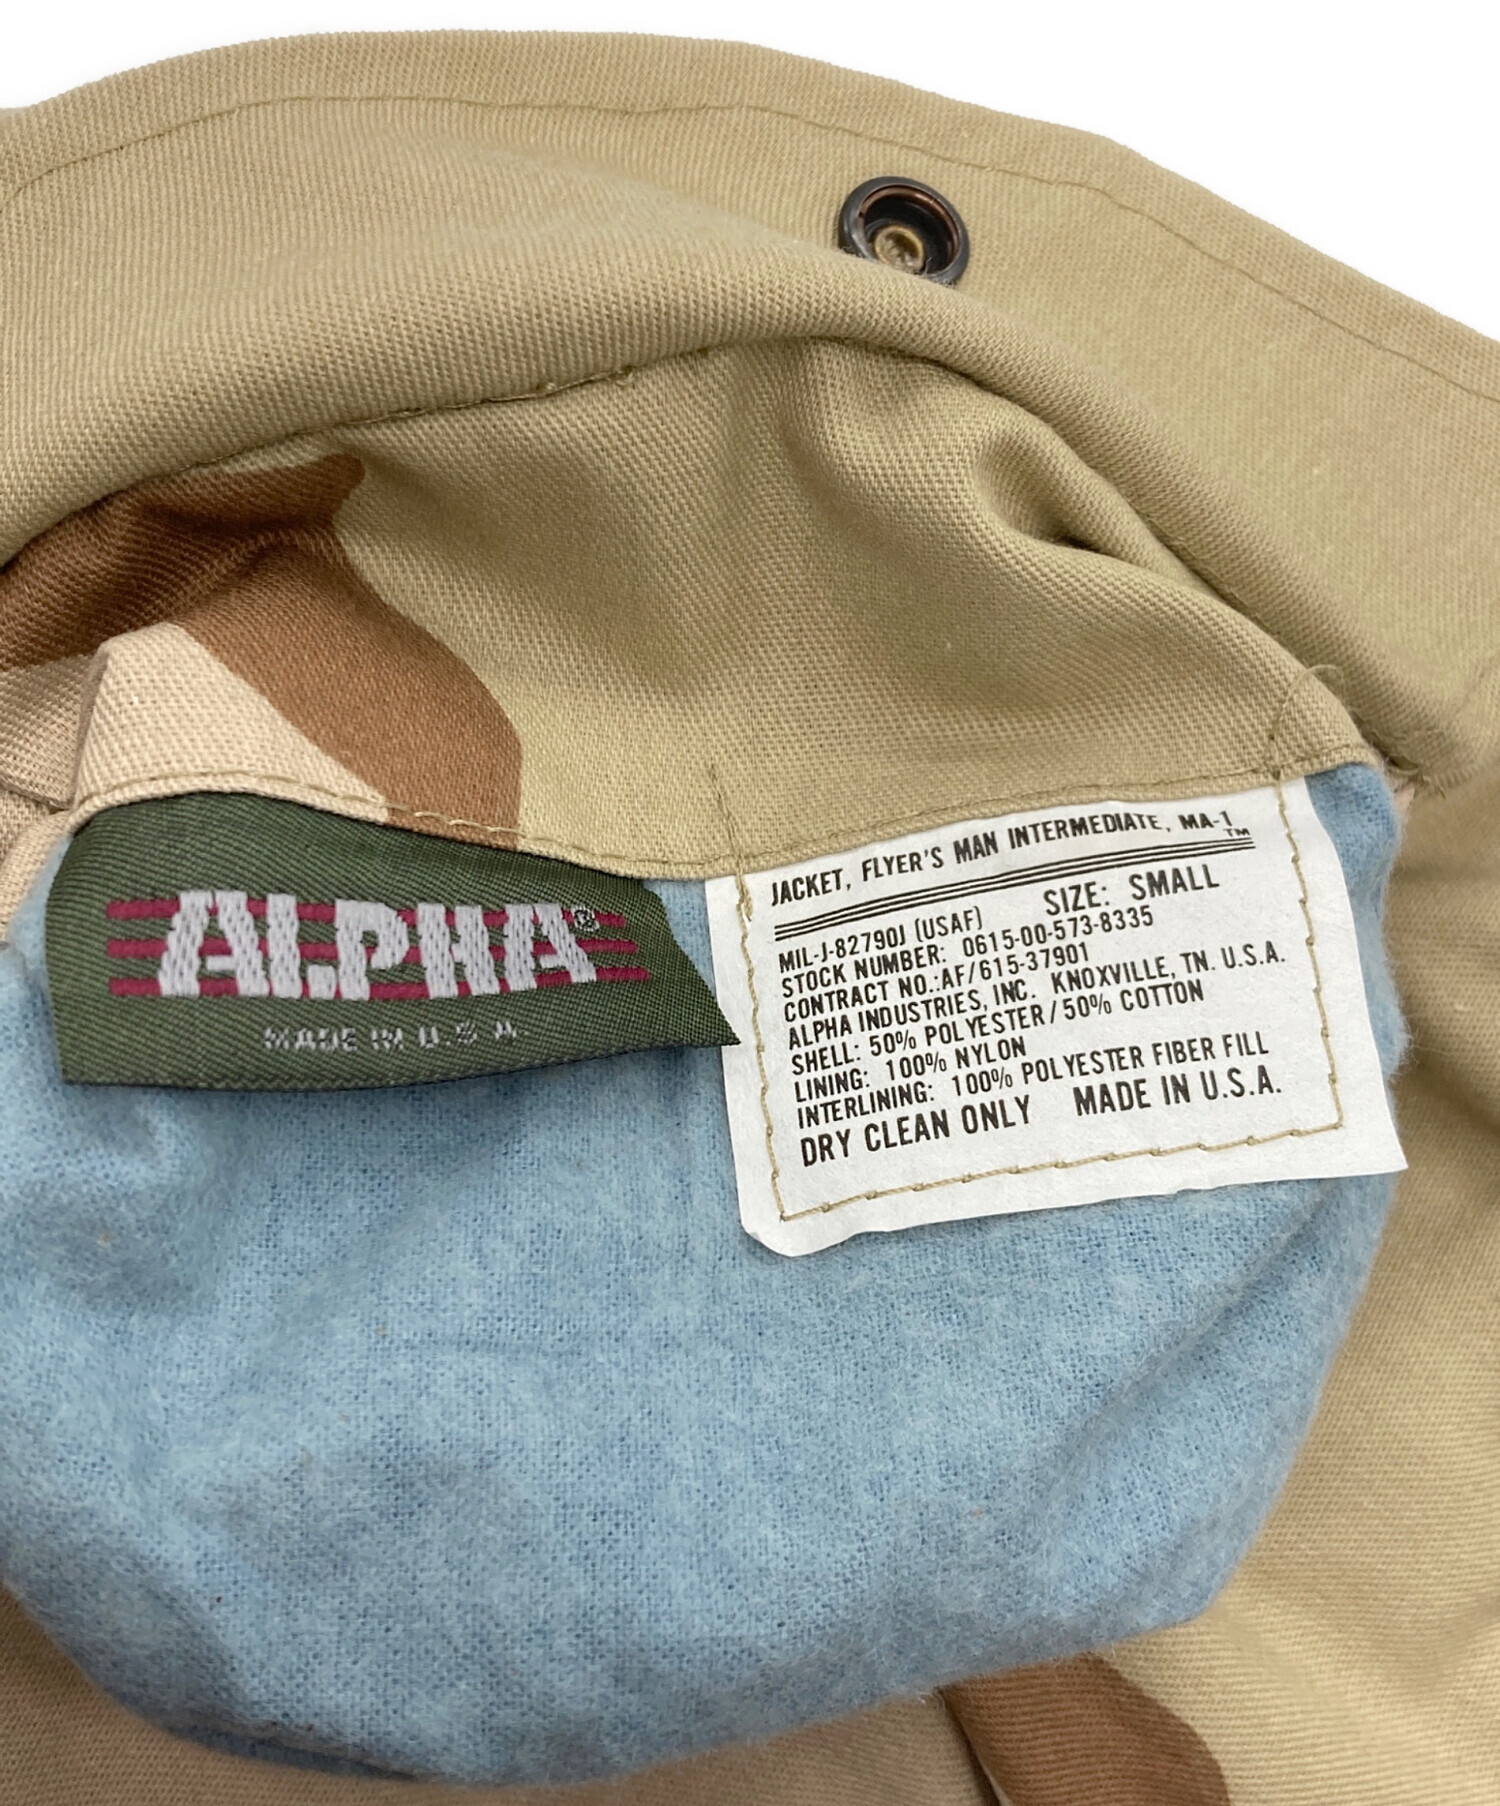 ALPHA®
MADE IN U.S.A.
JACKET, FLYER'S MAN INTERMEDIATE, MA-1™
SIZE: SMALL
MIL-J-82790J (USAF)
STOCK NUMBER: 0615-00-573-8335
CONTRACT NO.:AF/615-37901
ALPHA INDUSTRIES, INC. KNOXVILLE, TN. U.S.A.
SHELL: 50% POLYESTER/50% COTTON
LINING: 100% NYLON
INTERLINING: 100% POLYESTER FIBER FILL
DRY CLEAN ONLY MADE IN U.S.A.